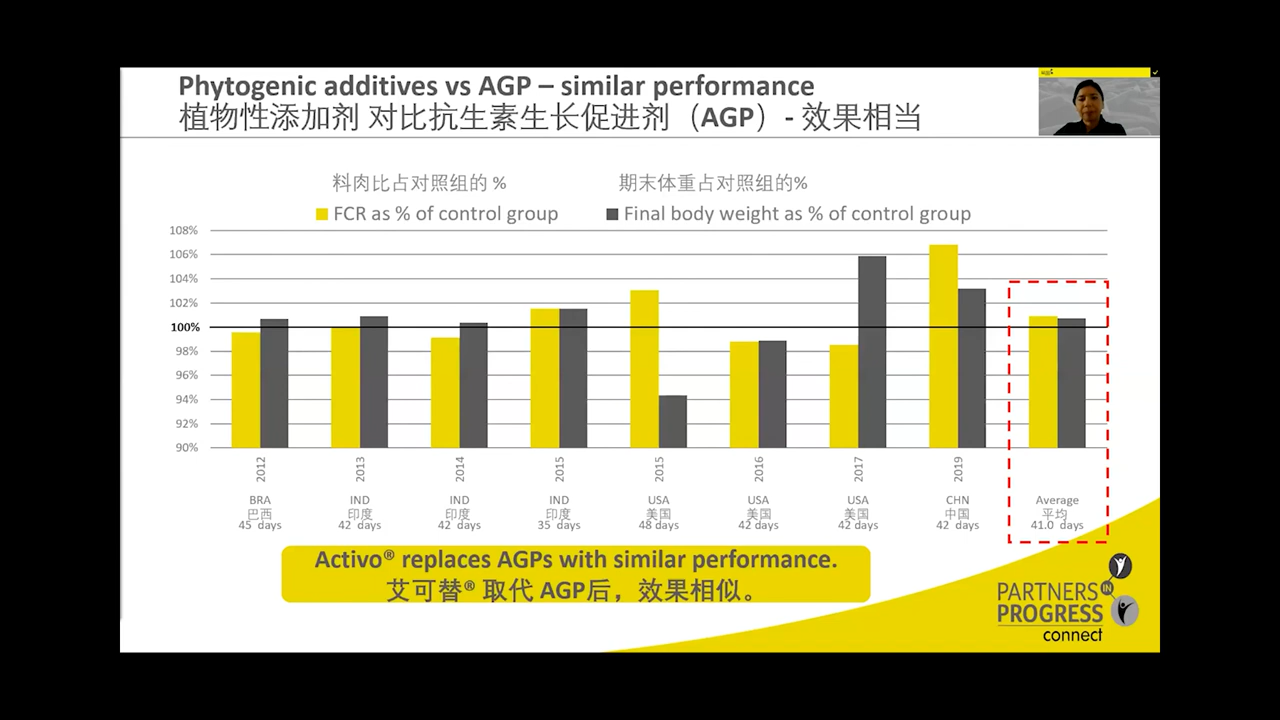 Phytogenic additives vs AGP – similar performance
植物性添加剂 对比抗生素生长促进剂（AGP）- 效果相当
料肉比占对照组的 %
期末体重占对照组的%
FCR as % of control group
Final body weight as % of control group
108%
106%
104%
102%
100%
98%
96%
94%
92%
90%
2012
2013
2014
2015
2015
2016
2017
2019
BRA
巴西
45 days
IND
印度
42 days
IND
印度
42 days
IND
印度
35 days
USA
美国
48 days
USA
美国
42 days
USA
美国
42 days
CHN
中国
42 days
Average
平均
41.0 days
Activo® replaces AGPs with similar performance.
艾可替® 取代 AGP后，效果相似。
PARTNERS IN
PROGRESS
connect